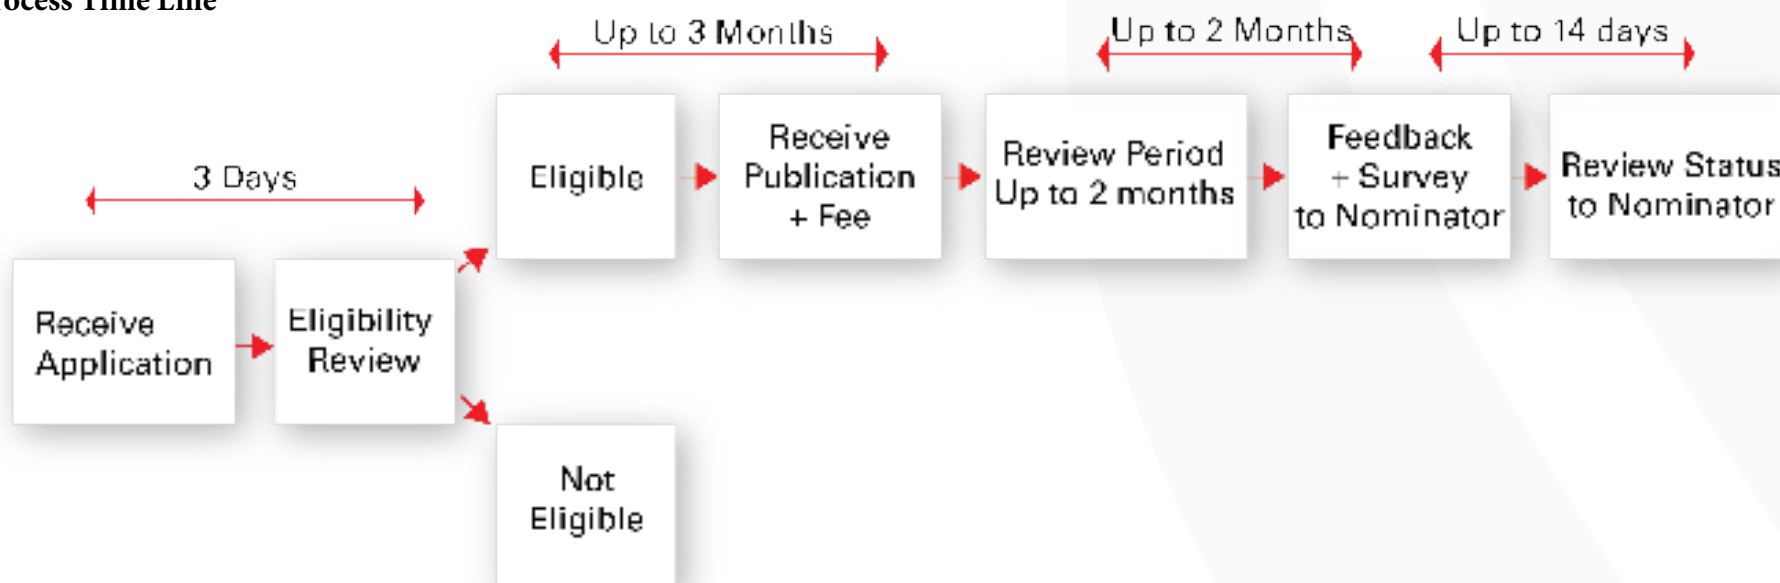 Time Line
Up to 3 Months
Up to 2 Months
Up to 14 days
3 Days
Receive
Application
Eligibility
Review
Eligible
Receive
Publication
+ Fee
Review Period
Up to 2 months
Feedback
+ Survey
to Nominator
Review Status
to Nominator
Not
Eligible